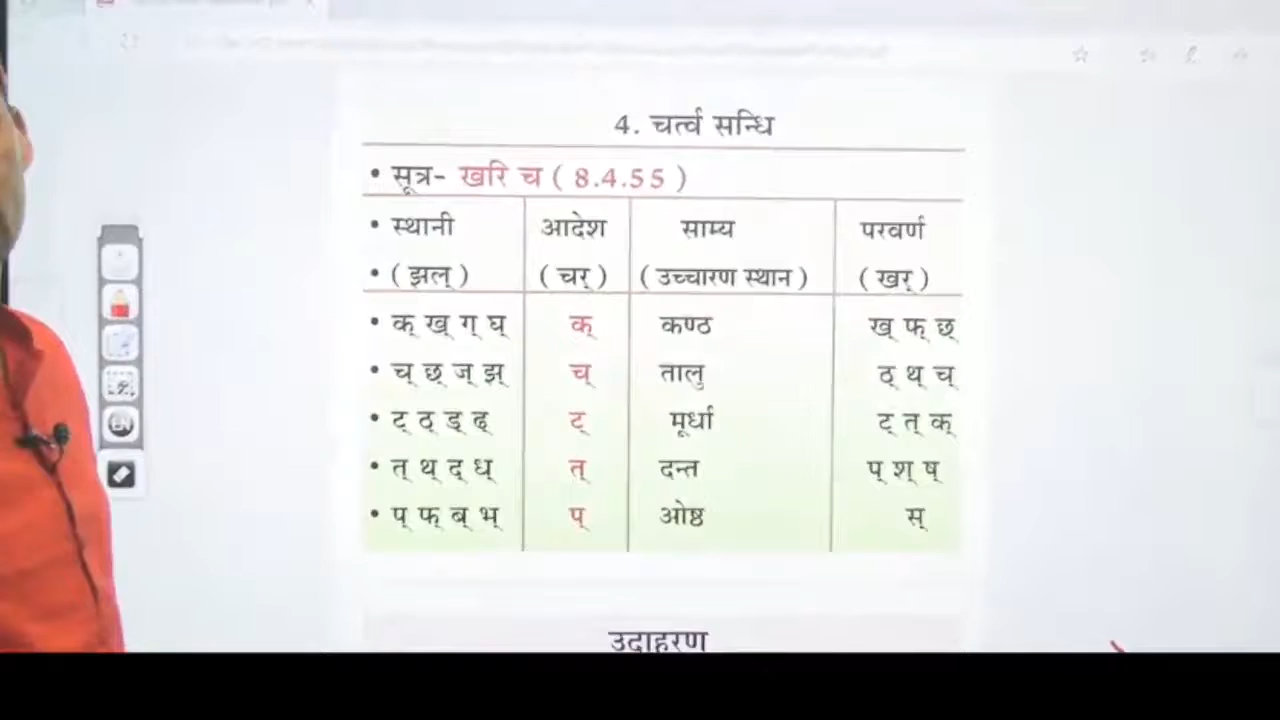 4. चर्त्व सन्धि
• सूत्र- खरि च ( 8.4.55 )
• स्थानी आदेश साम्य परवर्ण
• ( झल् ) ( चर् ) ( उच्चारण स्थान ) ( खर् )
• क् ख् ग् घ् क् कण्ठ ख् फ् छ्
• च् छ् ज् झ् च् तालु ठ् थ् च्
• ट् ठ् ड् ढ् ट् मूर्धा ट् त् क्
• त् थ् द् ध् त् दन्त प् श् ष्
• प् फ् ब् भ् प् ओष्ठ स्
उदाहरण
EN